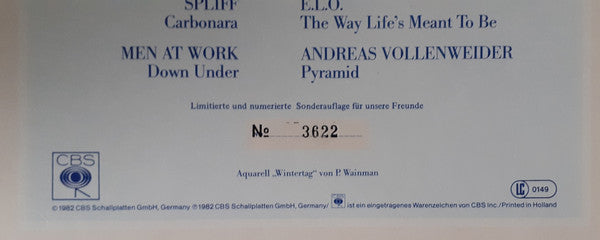 SPLIFF E.L.O.
Carbonara The Way Life's Meant To Be
MEN AT WORK ANDREAS VOLLENWEIDER
Down Under Pyramid
Limitierte und numerierte Sonderauflage für unsere Freunde
№ 3622
Aquarell „Wintertag" von P. Wainman
CBS
LC 0149
©1982 CBS Schallplatten GmbH, Germany ℗1982 CBS Schallplatten GmbH, Germany/ CBS ist ein eingetragenes Warenzeichen von CBS Inc./Printed in Holland